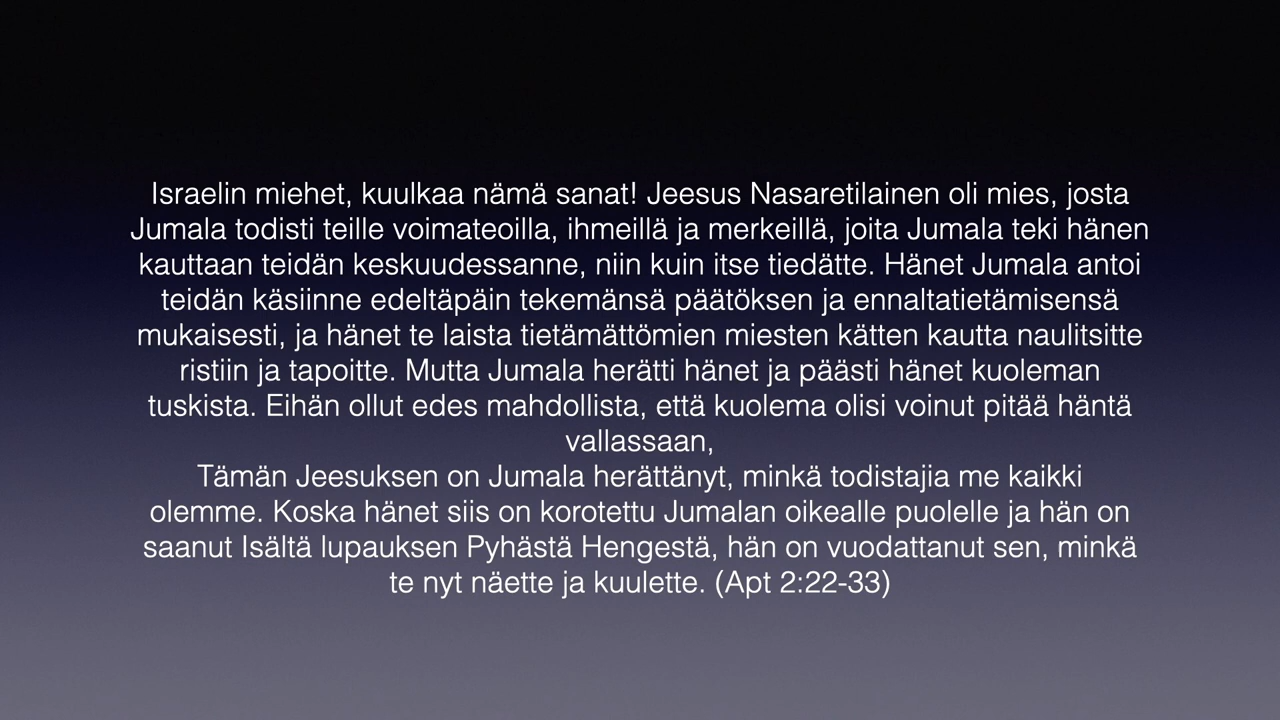 Israelin miehet, kuulkaa nämä sanat! Jeesus Nasaretilainen oli mies, josta
Jumala todisti teille voimateoilla, ihmeillä ja merkeillä, joita Jumala teki hänen
kauttaan teidän keskuudessanne, niin kuin itse tiedätte. Hänet Jumala antoi
teidän käsiinne edeltäpäin tekemänsä päätöksen ja ennaltatietämisensä
mukaisesti, ja hänet te laista tietämättömien miesten kätten kautta naulitsitte
ristiin ja tapoitte. Mutta Jumala herätti hänet ja päästi hänet kuoleman
tuskista. Eihän ollut edes mahdollista, että kuolema olisi voinut pitää häntä
vallassaan,
Tämän Jeesuksen on Jumala herättänyt, minkä todistajia me kaikki
olemme. Koska hänet siis on korotettu Jumalan oikealle puolelle ja hän on
saanut Isältä lupauksen Pyhästä Hengestä, hän on vuodattanut sen, minkä
te nyt näette ja kuulette. (Apt 2:22-33)